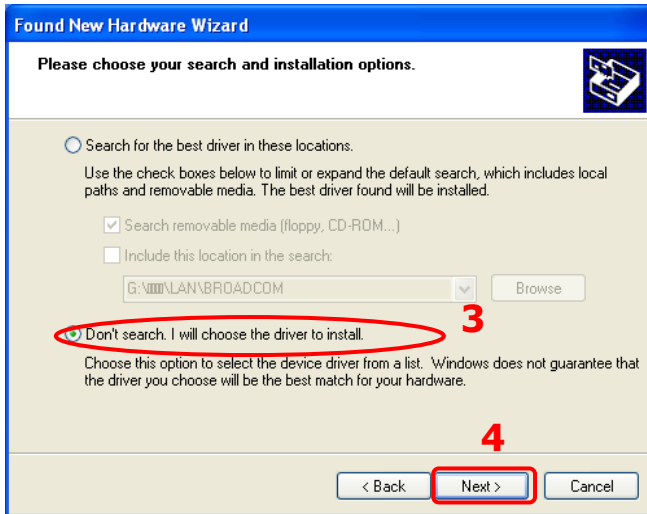 Found New Hardware Wizard
Please choose your search and installation options.
Search for the best driver in these locations.
Use the check boxes below to limit or expand the default search, which includes local
paths and removable media. The best driver found will be installed.
Search removable media (floppy, CD-ROM...)
Include this location in the search:
\LAN\BROADCOM
Browse
3
Don't search. I will choose the driver to install.
Choose this option to select the device driver from a list. Windows does not guarantee that
the driver you choose will be the best match for your hardware.
4
< Back Next > Cancel